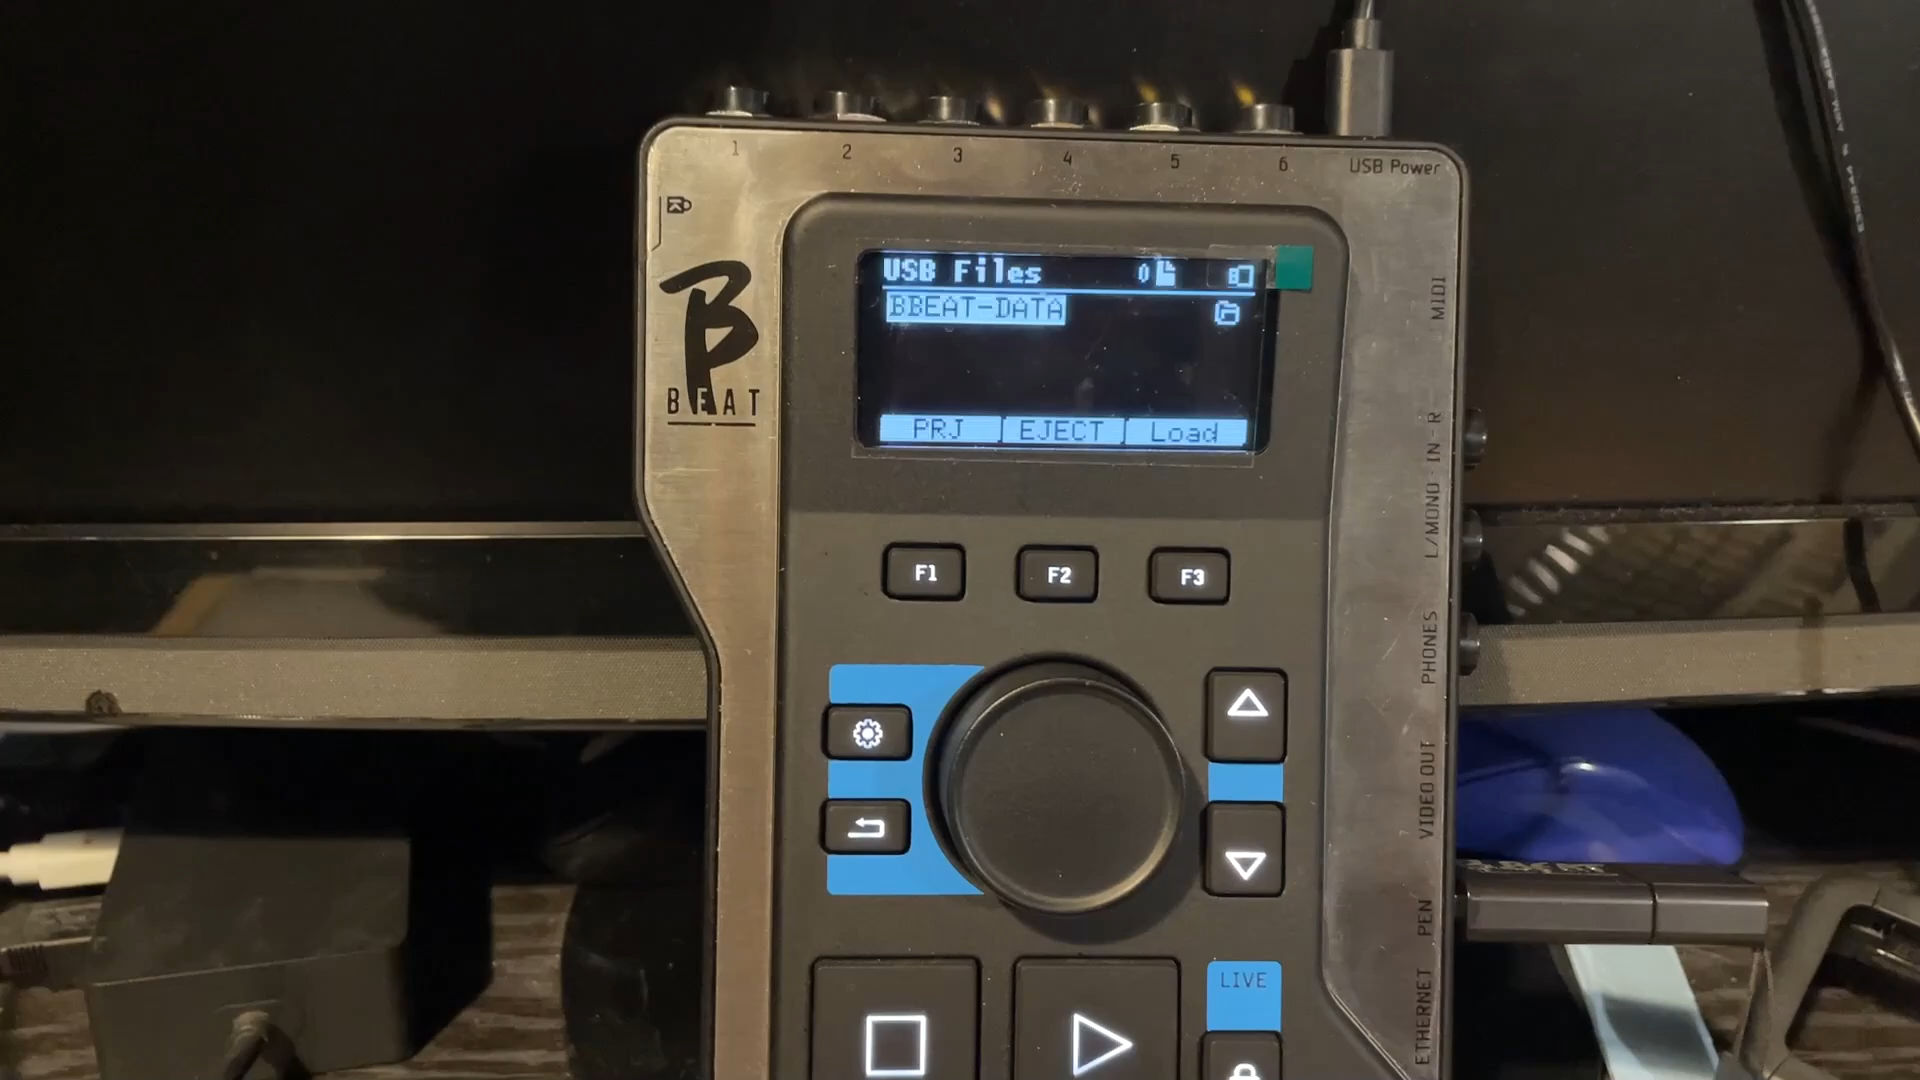 1 2 3 4 5 6 USB Power
B
BEAT
USB Files 0
BBEAT-DATA
PRJ EJECT Load
F1 F2 F3
LIVE
MIDI
L/MONO - IN - R
PHONES
VIDEO OUT
PEN
ETHERNET